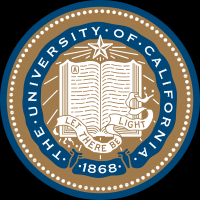 ·THE·UNIVERSITY·OF·CALIFORNIA·
A
LET THERE BE LIGHT
·1868·